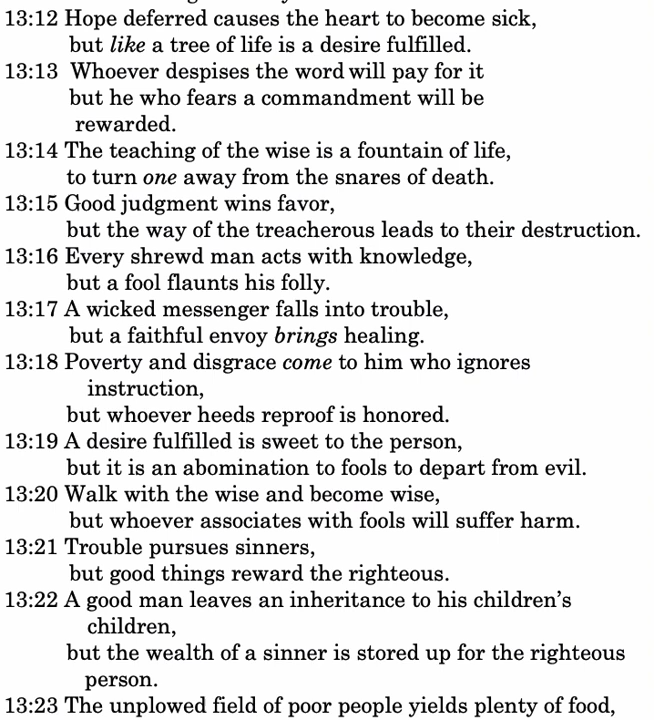 13:12 Hope deferred causes the heart to become sick,
but like a tree of life is a desire fulfilled.
13:13 Whoever despises the word will pay for it
but he who fears a commandment will be
rewarded.
13:14 The teaching of the wise is a fountain of life,
to turn one away from the snares of death.
13:15 Good judgment wins favor,
but the way of the treacherous leads to their destruction.
13:16 Every shrewd man acts with knowledge,
but a fool flaunts his folly.
13:17 A wicked messenger falls into trouble,
but a faithful envoy brings healing.
13:18 Poverty and disgrace come to him who ignores
instruction,
but whoever heeds reproof is honored.
13:19 A desire fulfilled is sweet to the person,
but it is an abomination to fools to depart from evil.
13:20 Walk with the wise and become wise,
but whoever associates with fools will suffer harm.
13:21 Trouble pursues sinners,
but good things reward the righteous.
13:22 A good man leaves an inheritance to his children’s
children,
but the wealth of a sinner is stored up for the righteous
person.
13:23 The unplowed field of poor people yields plenty of food,